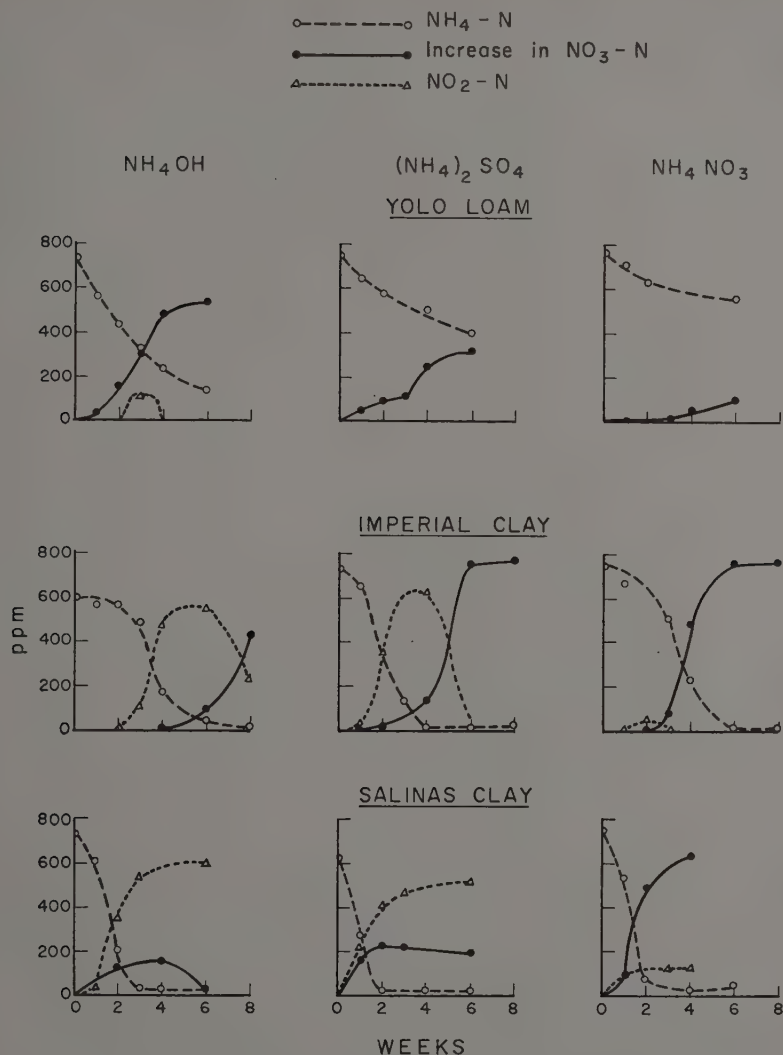 NH₄ – N
Increase in NO₃ – N
NO₂ – N
NH₄OH
(NH₄)₂ SO₄
NH₄ NO₃
YOLO LOAM
800
600
400
200
0
IMPERIAL CLAY
800
600
400
200
0
ppm
SALINAS CLAY
800
600
400
200
0
0 2 4 6 8
0 2 4 6 8
0 2 4 6 8
WEEKS